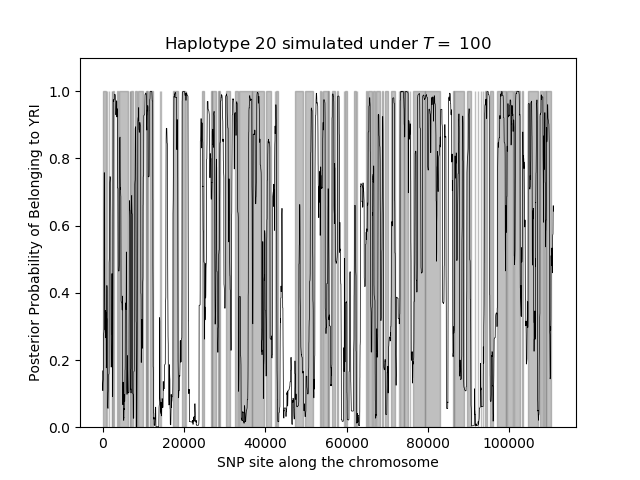 Haplotype 20 simulated under T = 100
Posterior Probability of Belonging to YRI
1.0
0.8
0.6
0.4
0.2
0.0
0 20000 40000 60000 80000 100000
SNP site along the chromosome